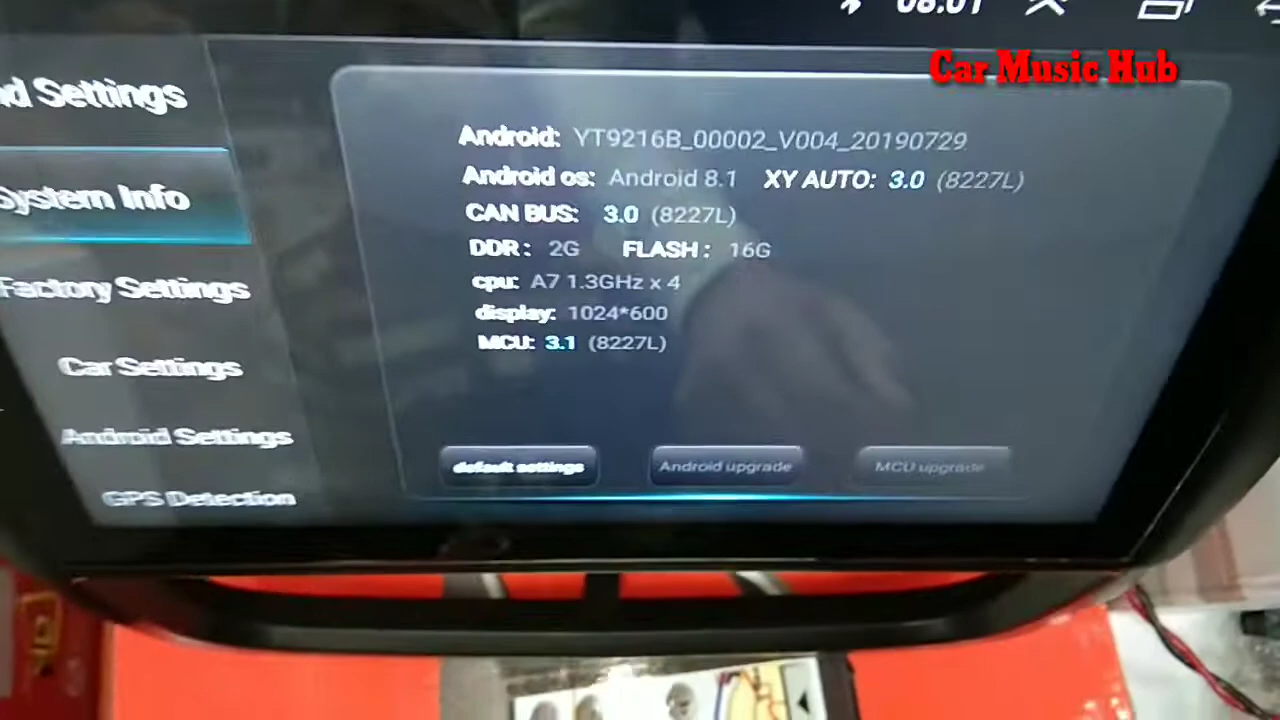 08:01
Car Music Hub
d Settings
System Info
Factory Settings
Car Settings
Android Settings
GPS Detection
Android: YT9216B_00002_V004_20190729
Android os: Android 8.1 XY AUTO: 3.0 (8227L)
CAN BUS: 3.0 (8227L)
DDR: 2G FLASH: 16G
cpu: A7 1.3GHz x 4
display: 1024*600
MCU: 3.1 (8227L)
default settings Android upgrade MCU upgrade